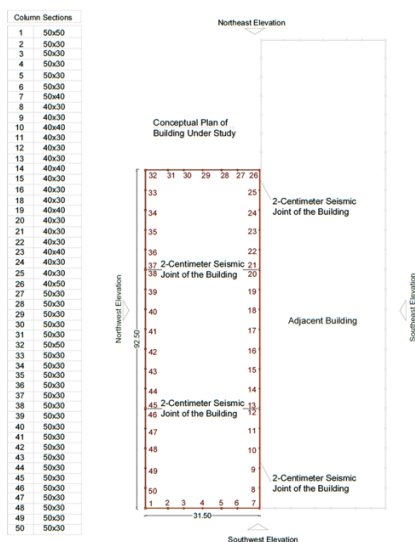 Column Sections
1 50x50
2 50x30
3 50x30
4 50x30
5 50x30
6 50x30
7 50x40
8 40x30
9 40x30
10 40x40
11 40x30
12 40x30
13 40x30
14 40x40
15 40x30
16 40x30
18 40x30
19 40x40
20 40x30
21 40x30
22 40x30
23 40x40
24 40x30
25 40x30
26 40x50
27 50x30
28 50x30
29 50x30
30 50x30
31 50x30
32 50x50
33 50x30
34 50x30
35 50x30
36 50x30
37 50x30
38 50x30
39 50x30
40 50x30
41 50x30
42 50x30
43 50x30
44 50x30
45 50x30
46 50x30
47 50x30
48 50x30
49 50x30
50 50x30
Northeast Elevation
Conceptual Plan of
Building Under Study
32 31 30 29 28 27 26
33 25
2-Centimeter Seismic
Joint of the Building
34 24
35 23
36 22
37 2-Centimeter Seismic 21
38 Joint of the Building 20
39 19
40 18
41 17
42 16
43 15
44 14
45 2-Centimeter Seismic 13
46 Joint of the Building 12
47 11
48 10
49 9
50 8
2-Centimeter Seismic
Joint of the Building
1 2 3 4 5 6 7
31.50
92.50
Northwest Elevation
Adjacent Building
Southeast Elevation
Southwest Elevation